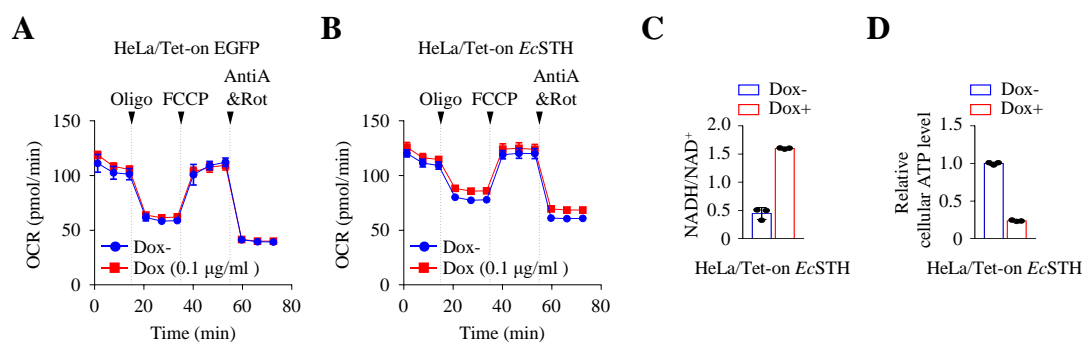 A
HeLa/Tet-on EGFP
Oligo FCCP AntiA
&Rot
150
100
50
0
OCR (pmol/min)
Dox-
Dox (0.1 μg/ml )
0 20 40 60 80
Time (min)
B
HeLa/Tet-on EcSTH
Oligo FCCP AntiA
&Rot
150
100
50
0
OCR (pmol/min)
Dox-
Dox (0.1 μg/ml )
0 20 40 60 80
Time (min)
C
Dox-
Dox+
2.0
1.5
1.0
0.5
0
NADH/NAD+
HeLa/Tet-on EcSTH
D
Dox-
Dox+
1.5
1.0
0.5
0
Relative
cellular ATP level
HeLa/Tet-on EcSTH